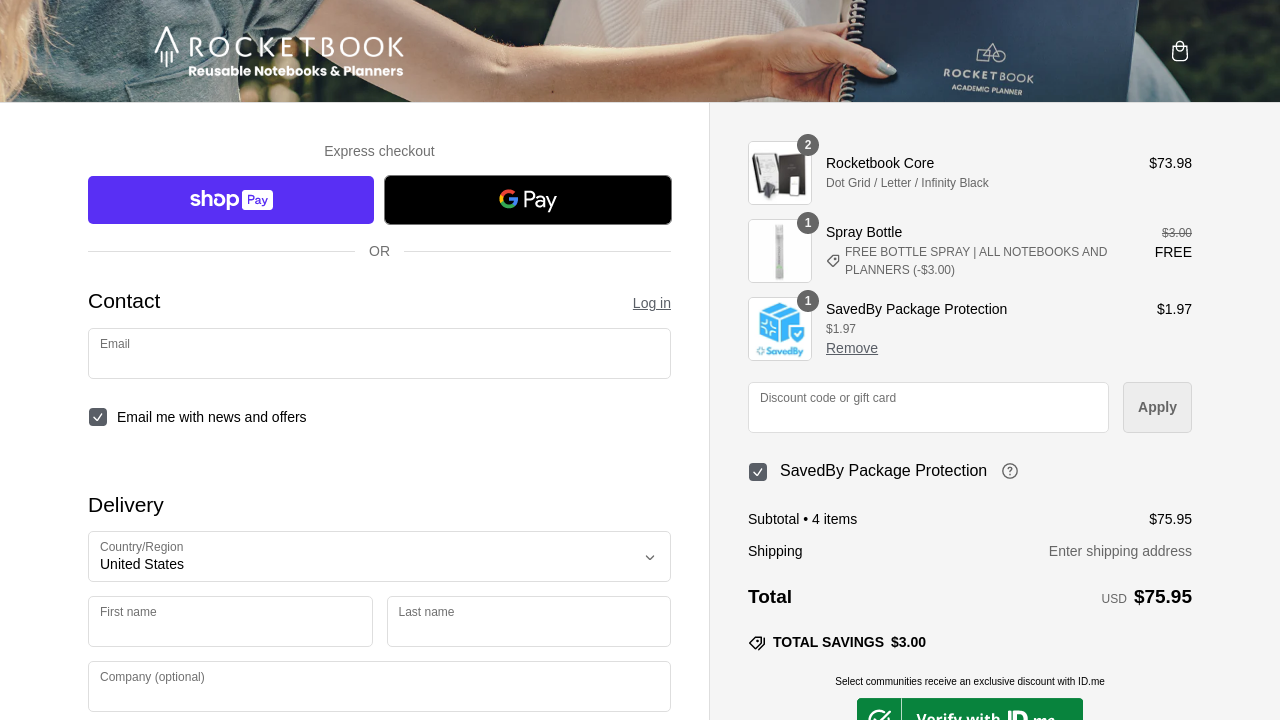 ROCKETBOOK
Reusable Notebooks & Planners
ROCKETBOOK
ACADEMIC PLANNER
Express checkout
shop Pay
G Pay
OR
Contact
Log in
Email
Email me with news and offers
Delivery
Country/Region
United States
First name
Last name
Company (optional)
2
Rocketbook Core
$73.98
Dot Grid / Letter / Infinity Black
1
Spray Bottle
$3.00
FREE BOTTLE SPRAY | ALL NOTEBOOKS AND
FREE
PLANNERS (-$3.00)
1
SavedBy
SavedBy Package Protection
$1.97
$1.97
Remove
Discount code or gift card
Apply
SavedBy Package Protection
Subtotal • 4 items
$75.95
Shipping
Enter shipping address
Total
USD $75.95
TOTAL SAVINGS $3.00
Select communities receive an exclusive discount with ID.me
Verify with ID.me